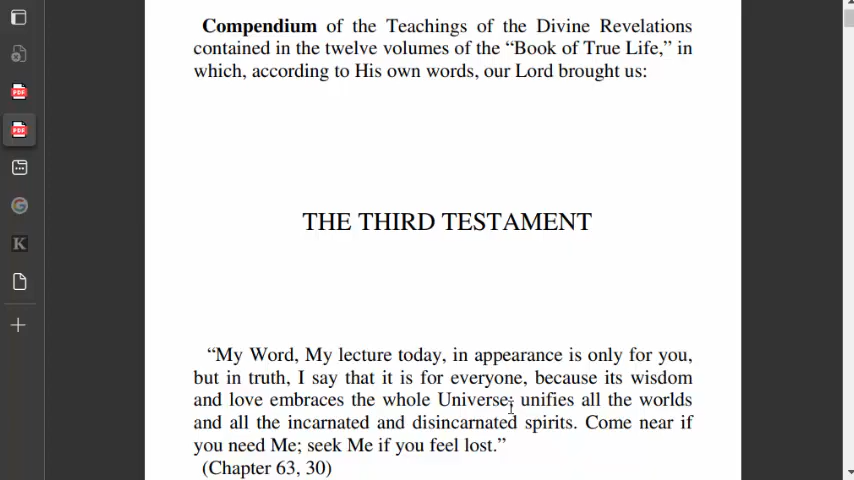 Compendium of the Teachings of the Divine Revelations
contained in the twelve volumes of the “Book of True Life,” in
which, according to His own words, our Lord brought us:
THE THIRD TESTAMENT
“My Word, My lecture today, in appearance is only for you,
but in truth, I say that it is for everyone, because its wisdom
and love embraces the whole Universe; unifies all the worlds
and all the incarnated and disincarnated spirits. Come near if
you need Me; seek Me if you feel lost.”
(Chapter 63, 30)
PDF
PDF
G
K